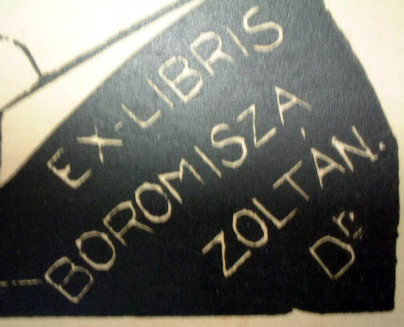 EX-LIBRIS
BOROMISZA
ZOLTÁN.
Dr.